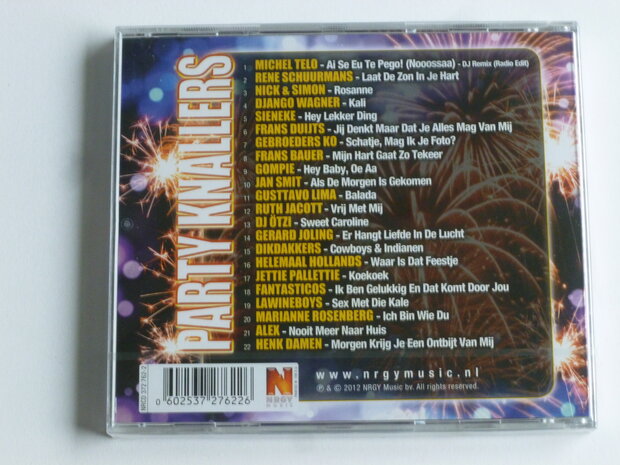 PARTY KNALLERS
1 MICHEL TELO - Ai Se Eu Te Pego! (Nooossaa) - DJ Remix (Radio Edit)
2 RENE SCHUURMANS - Laat De Zon In Je Hart
3 NICK & SIMON - Rosanne
4 DJANGO WAGNER - Kali
5 SIENEKE - Hey Lekker Ding
6 FRANS DUIJTS - Jij Denkt Maar Dat Je Alles Mag Van Mij
7 GEBROEDERS KO - Schatje, Mag Ik Je Foto?
8 FRANS BAUER - Mijn Hart Gaat Zo Tekeer
9 GOMPIE - Hey Baby, Oe Aa
10 JAN SMIT - Als De Morgen Is Gekomen
11 GUSTTAVO LIMA - Balada
12 RUTH JACOTT - Vrij Met Mij
13 DJ ÖTZI - Sweet Caroline
14 GERARD JOLING - Er Hangt Liefde In De Lucht
15 DIKDAKKERS - Cowboys & Indianen
16 HELEMAAL HOLLANDS - Waar Is Dat Feestje
17 JETTIE PALLETTIE - Koekoek
18 FANTASTICOS - Ik Ben Gelukkig En Dat Komt Door Jou
19 LAWINEBOYS - Sex Met Die Kale
20 MARIANNE ROSENBERG - Ich Bin Wie Du
21 ALEX - Nooit Meer Naar Huis
22 HENK DAMEN - Morgen Krijg Je Een Ontbijt Van Mij
NRCD 372 762-2
0 602537 276226
N
NRGY
MUSIC
www.nrgymusic.nl
℗ & © 2012 NRGY Music bv. All rights reserved.